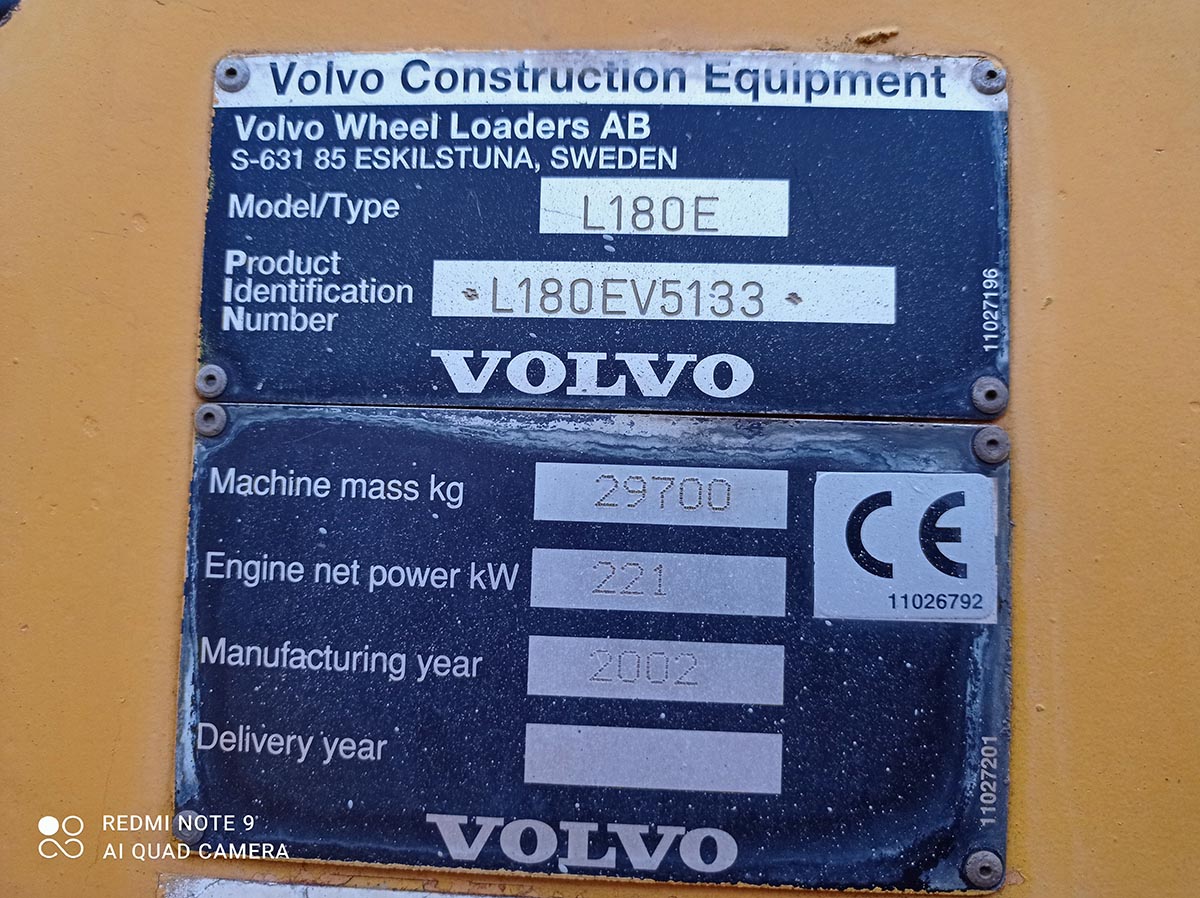 Volvo Construction Equipment
Volvo Wheel Loaders AB
S-631 85 ESKILSTUNA, SWEDEN
Model/Type L180E
Product
Identification
Number
*L180EV5133 *
11027196
VOLVO
Machine mass kg 29700
CE
11026792
Engine net power kW 221
Manufacturing year 2002
Delivery year
11027201
VOLVO
REDMI NOTE 9
AI QUAD CAMERA